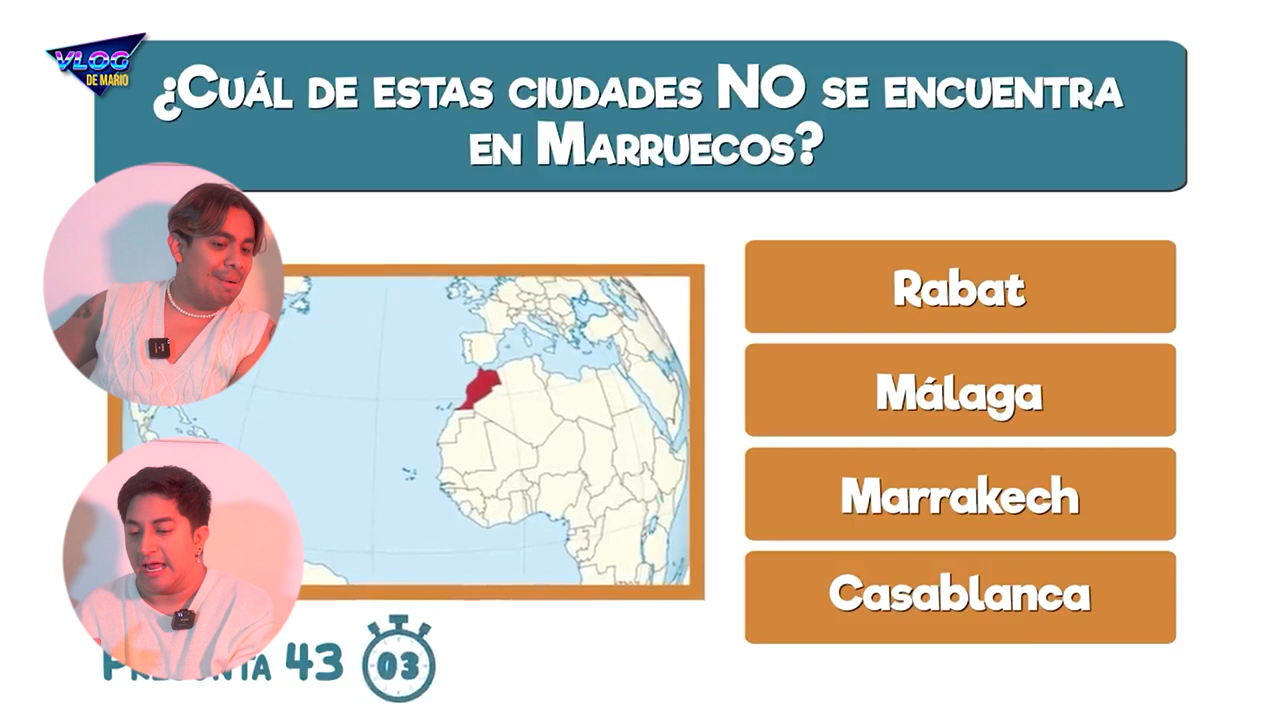 VLOG
DE MARIO
¿CUÁL DE ESTAS CIUDADES NO SE ENCUENTRA
EN MARRUECOS?
Rabat
Málaga
Marrakech
Casablanca
43
03